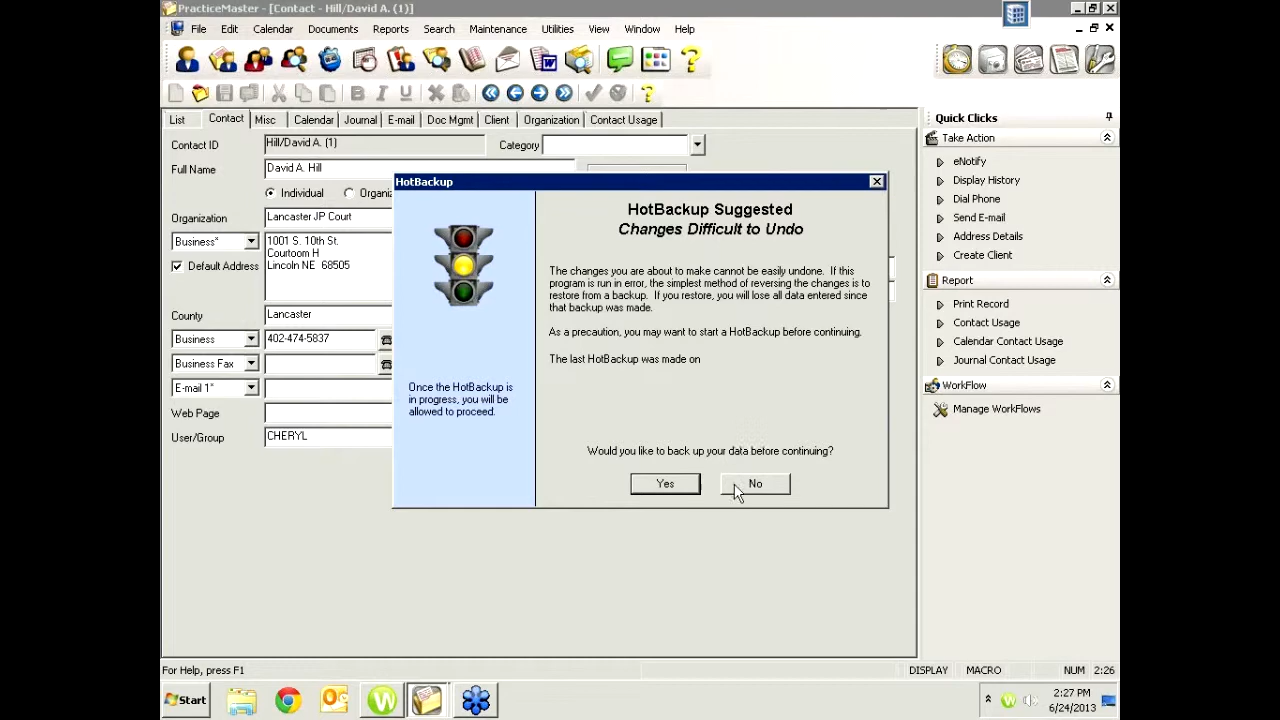 PracticeMaster - [Contact - Hill/David A. (1)]
File Edit Calendar Documents Reports Search Maintenance Utilities View Window Help
List Contact Misc Calendar Journal E-mail Doc Mgmt Client Organization Contact Usage
Contact ID Hill/David A. (1) Category
Full Name David A. Hill
Individual Organi
Organization Lancaster JP Court
Business* 1001 S. 10th St.
Courtoom H
Default Address Lincoln NE 68505
County Lancaster
Business 402-474-5837
Business Fax
E-mail 1*
Web Page
User/Group CHERYL
HotBackup
HotBackup Suggested
Changes Difficult to Undo
The changes you are about to make cannot be easily undone. If this
program is run in error, the simplest method of reversing the changes is to
restore from a backup. If you restore, you will lose all data entered since
that backup was made.
As a precaution, you may want to start a HotBackup before continuing.
The last HotBackup was made on
Once the HotBackup is
in progress, you will be
allowed to proceed.
Would you like to back up your data before continuing?
Yes No
Quick Clicks
Take Action
eNotify
Display History
Dial Phone
Send E-mail
Address Details
Create Client
Report
Print Record
Contact Usage
Calendar Contact Usage
Journal Contact Usage
WorkFlow
Manage WorkFlows
For Help, press F1 DISPLAY MACRO NUM 2:26
Start 2:27 PM
6/24/2013